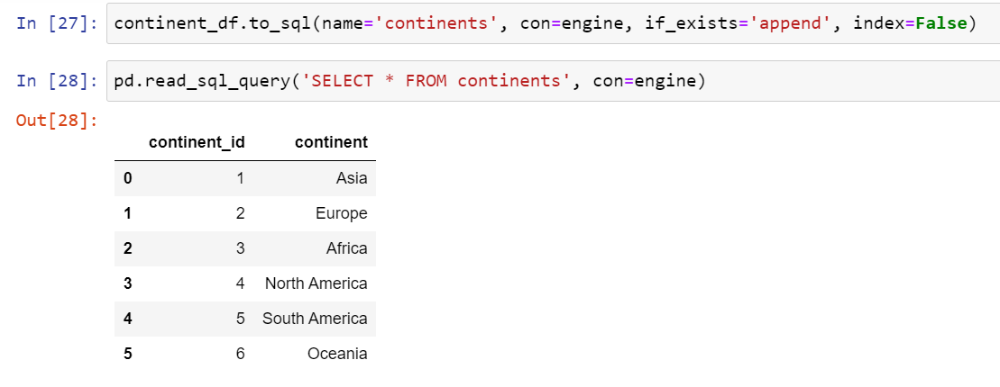 In [27]: continent_df.to_sql(name='continents', con=engine, if_exists='append', index=False)
In [28]: pd.read_sql_query('SELECT * FROM continents', con=engine)
Out[28]:
continent_id continent
0 1 Asia
1 2 Europe
2 3 Africa
3 4 North America
4 5 South America
5 6 Oceania